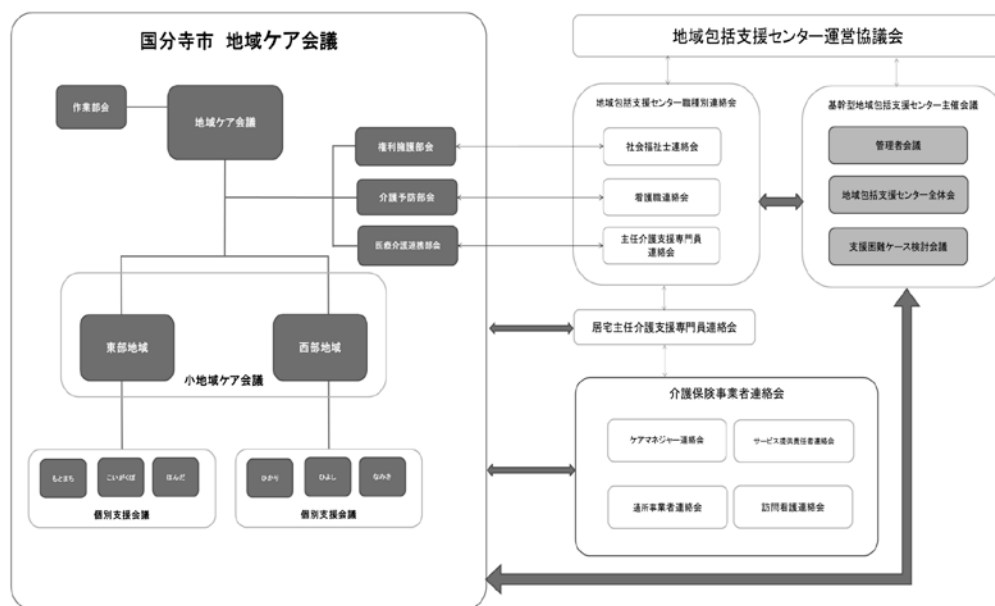 国分寺市 地域ケア会議
作業部会
地域ケア会議
権利擁護部会
介護予防部会
医療介護連携部会
東部地域
西部地域
小地域ケア会議
もとまち
こいがくぼ
ほんだ
個別支援会議
ひかり
ひよし
なみき
個別支援会議
地域包括支援センター運営協議会
地域包括支援センター職種別連絡会
社会福祉士連絡会
看護職連絡会
主任介護支援専門員
連絡会
基幹型地域包括支援センター主催会議
管理者会議
地域包括支援センター全体会
支援困難ケース検討会議
居宅主任介護支援専門員連絡会
介護保険事業者連絡会
ケアマネジャー連絡会
サービス提供責任者連絡会
通所事業者連絡会
訪問看護連絡会